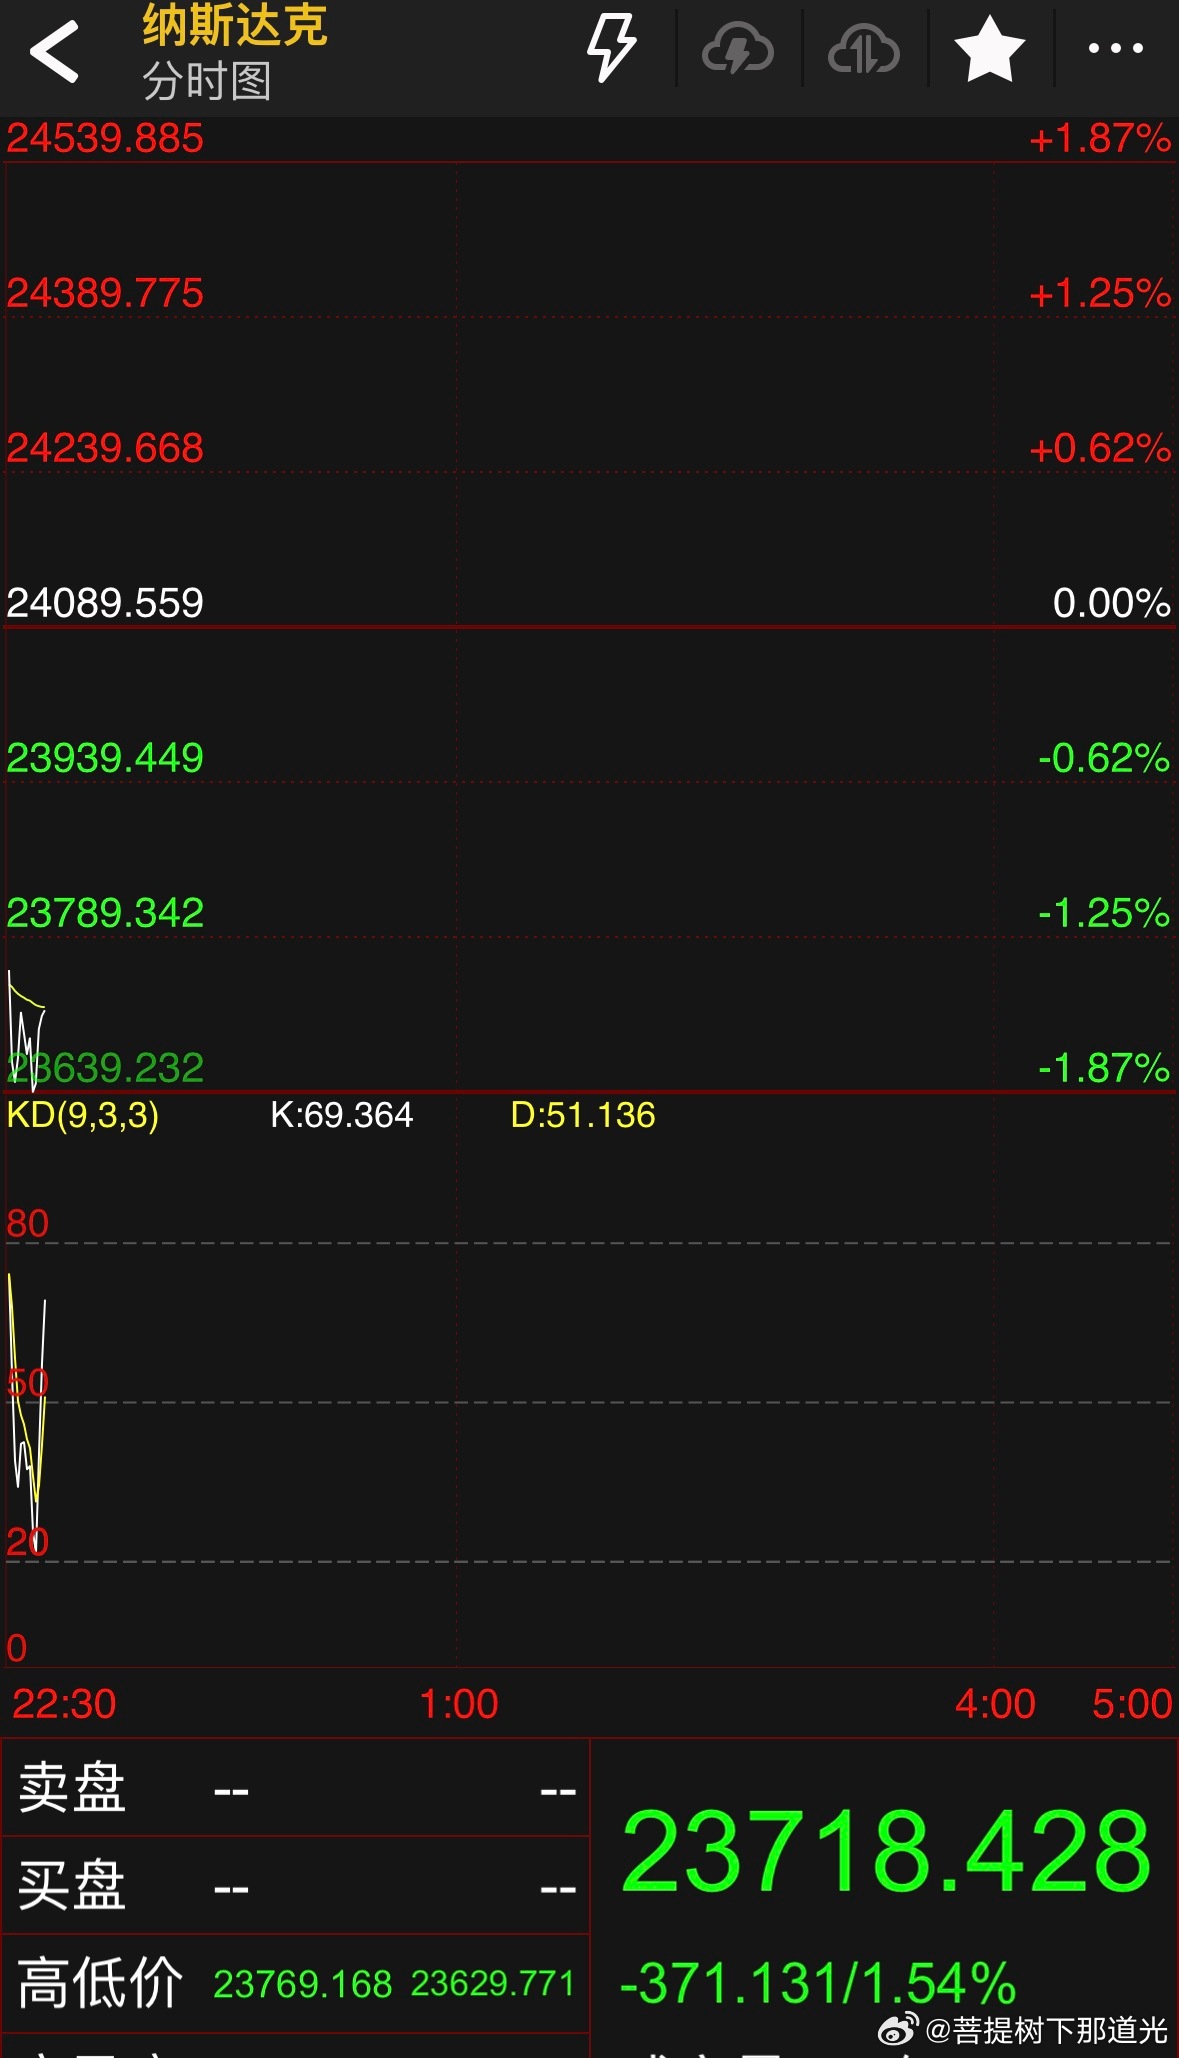 纳斯达克
分时图
24539.885 +1.87%
24389.775 +1.25%
24239.668 +0.62%
24089.559 0.00%
23939.449 -0.62%
23789.342 -1.25%
23639.232 -1.87%
KD(9,3,3) K:69.364 D:51.136
80
50
20
0
22:30 1:00 4:00 5:00
卖盘 -- --
买盘 -- --
高低价 23769.168 23629.771
23718.428
-371.131/1.54%
@菩提树下那道光